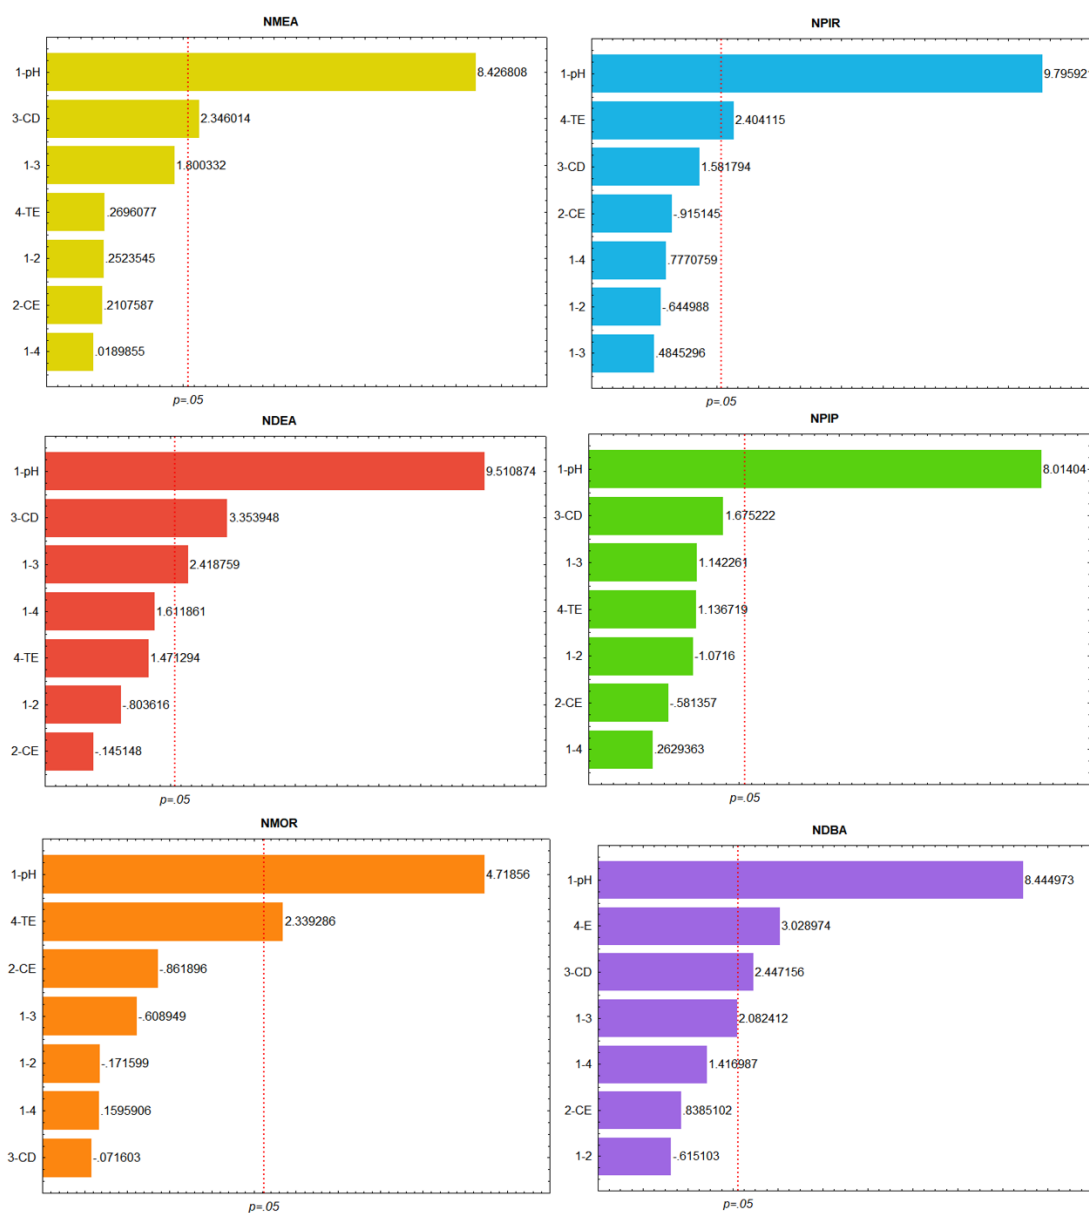 NMEA
1-pH 8.426808
3-CD 2.346014
1-3 1.800332
4-TE .2696077
1-2 .2523545
2-CE .2107587
1-4 .0189855
p=.05
NPIR
1-pH 9.795921
4-TE 2.404115
3-CD 1.581794
2-CE -.915145
1-4 .7770759
1-2 -.644988
1-3 .4845296
p=.05
NDEA
1-pH 9.510874
3-CD 3.353948
1-3 2.418759
1-4 1.611861
4-TE 1.471294
1-2 -.803616
2-CE -.145148
p=.05
NPIP
1-pH 8.01404
3-CD 1.675222
1-3 1.142261
4-TE 1.136719
1-2 -1.0716
2-CE -.581357
1-4 .2629363
p=.05
NMOR
1-pH 4.71856
4-TE 2.339286
2-CE -.861896
1-3 -.608949
1-2 -.171599
1-4 .1595906
3-CD -.071603
p=.05
NDBA
1-pH 8.444973
4-E 3.028974
3-CD 2.447156
1-3 2.082412
1-4 1.416987
2-CE .8385102
1-2 -.615103
p=.05